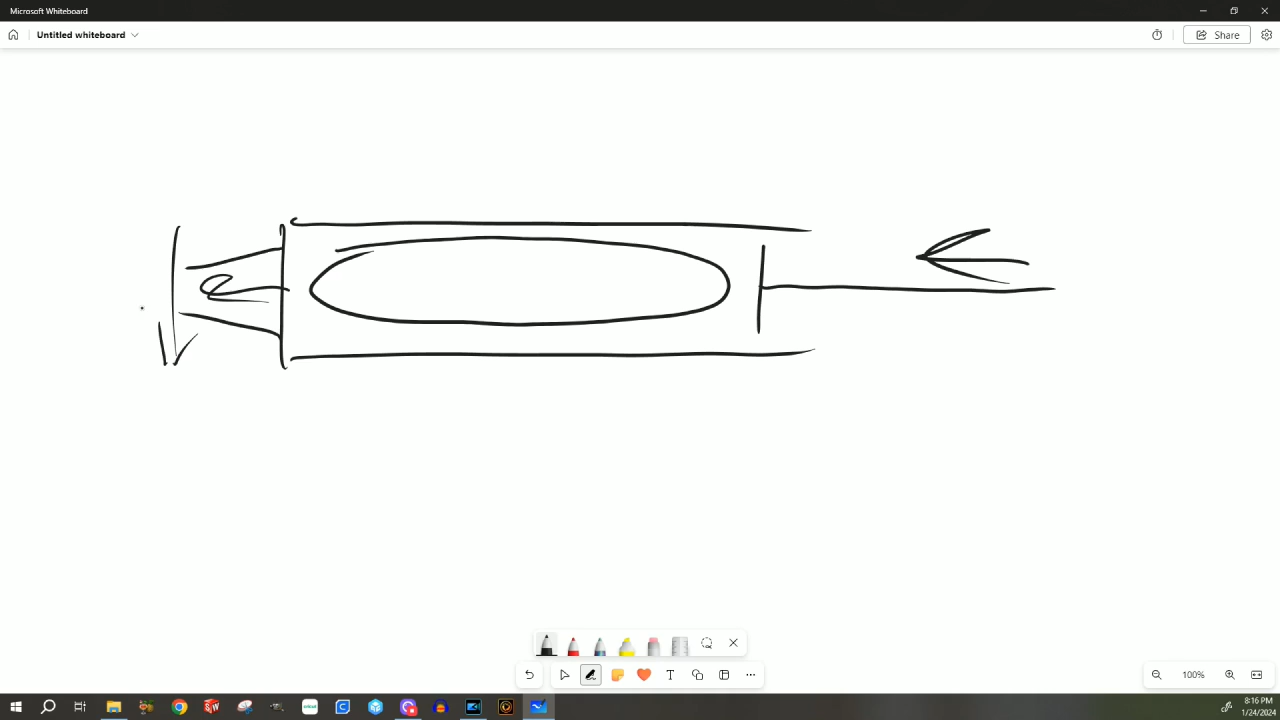 Microsoft Whiteboard
Untitled whiteboard
Share
100%
8:16 PM
1/24/2024